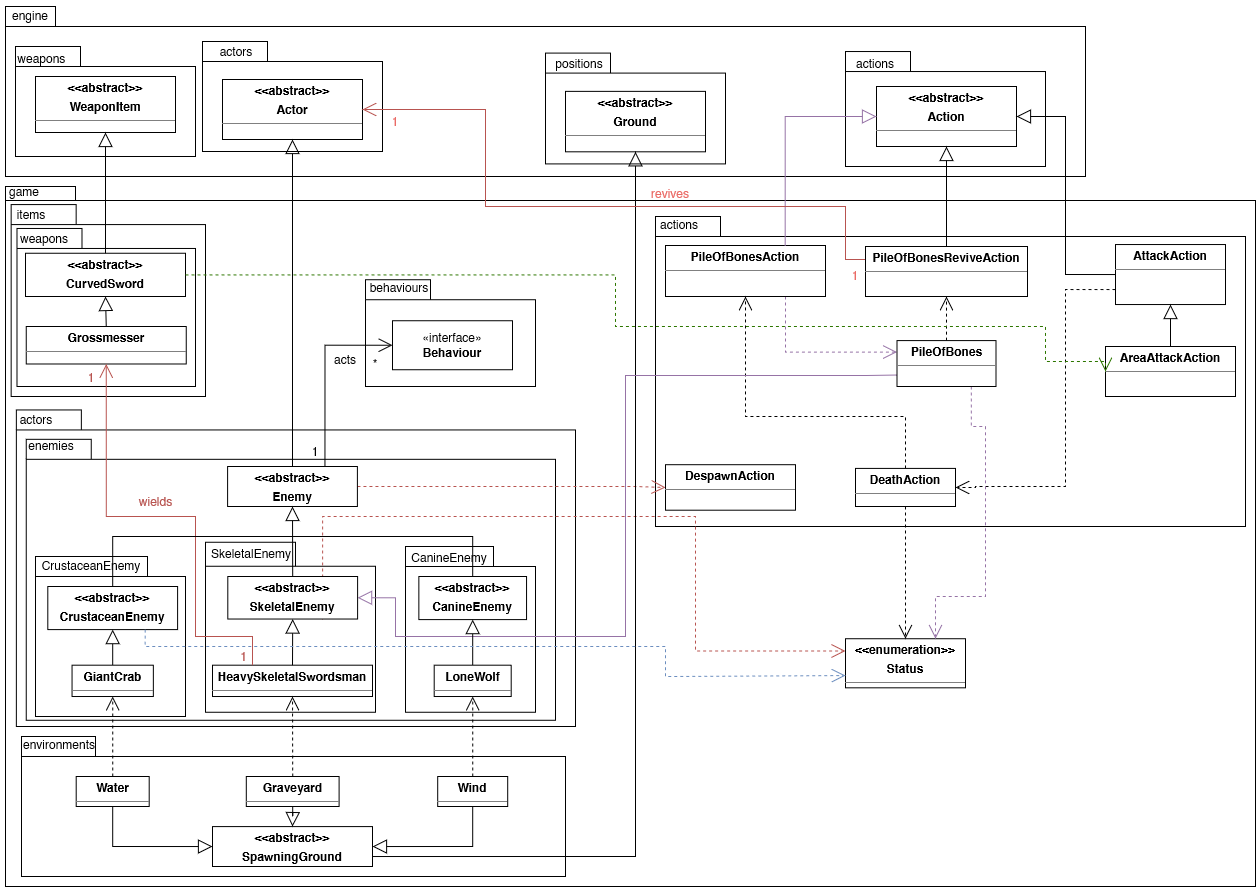 engine
weapons
<<abstract>>
WeaponItem
actors
<<abstract>>
Actor
1
positions
<<abstract>>
Ground
actions
<<abstract>>
Action
game
revives
items
weapons
<<abstract>>
CurvedSword
Grossmesser
1
behaviours
«interface»
Behaviour
acts
*
1
actions
PileOfBonesAction
PileOfBonesReviveAction
1
AttackAction
PileOfBones
AreaAttackAction
DespawnAction
DeathAction
actors
enemies
<<abstract>>
Enemy
wields
CrustaceanEnemy
<<abstract>>
CrustaceanEnemy
GiantCrab
SkeletalEnemy
<<abstract>>
SkeletalEnemy
1
HeavySkeletalSwordsman
CanineEnemy
<<abstract>>
CanineEnemy
LoneWolf
<<enumeration>>
Status
environments
Water
Graveyard
Wind
<<abstract>>
SpawningGround